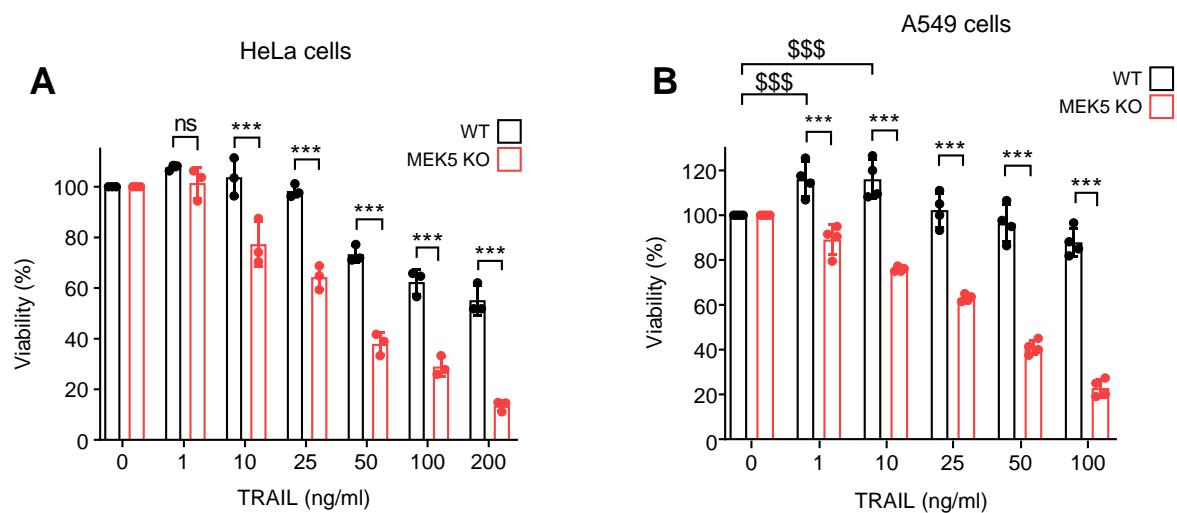 HeLa cells
A
WT
MEK5 KO
ns
***
***
***
***
***
Viability (%)
100
80
60
40
20
0
0 1 10 25 50 100 200
TRAIL (ng/ml)
A549 cells
B
WT
MEK5 KO
$$$
$$$
***
***
***
***
***
Viability (%)
120
100
80
60
40
20
0
0 1 10 25 50 100
TRAIL (ng/ml)